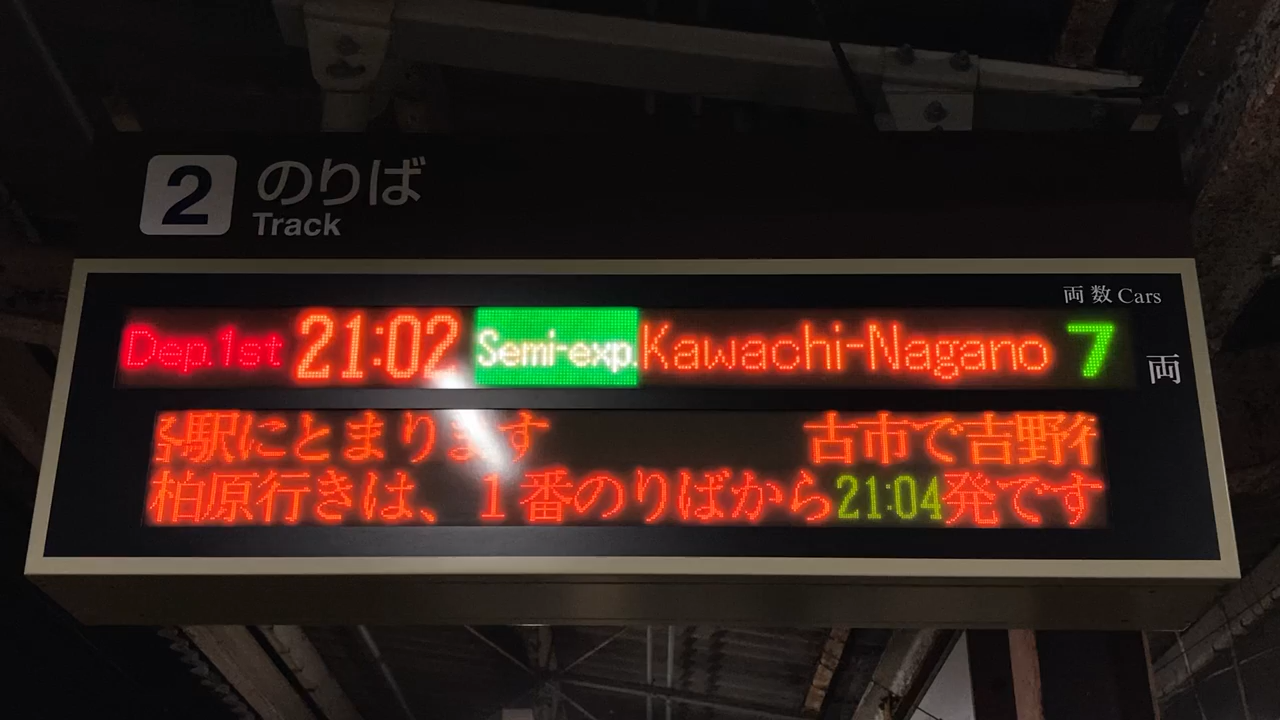 2 のりば
Track
両数 Cars
Dep.1st 21:02 Semi-exp. Kawachi-Nagano 7 両
各駅にとまります 古市で吉野行
柏原行きは、1番のりばから21:04発です